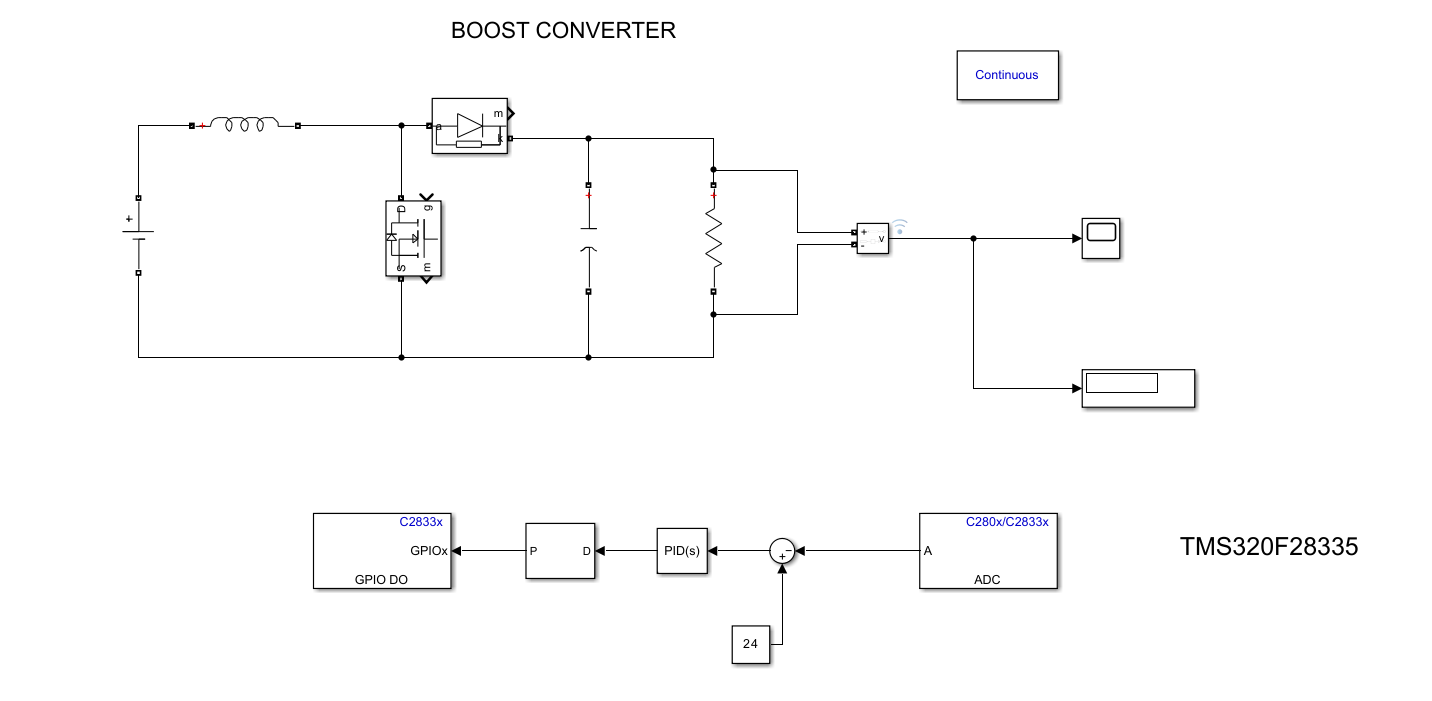 BOOST CONVERTER
Continuous
m
a
k
+
+
D
g
S
m
+
+
+
-
v
C2833x
GPIOx
GPIO DO
P
D
PID(s)
−
+
C280x/C2833x
A
ADC
TMS320F28335
24